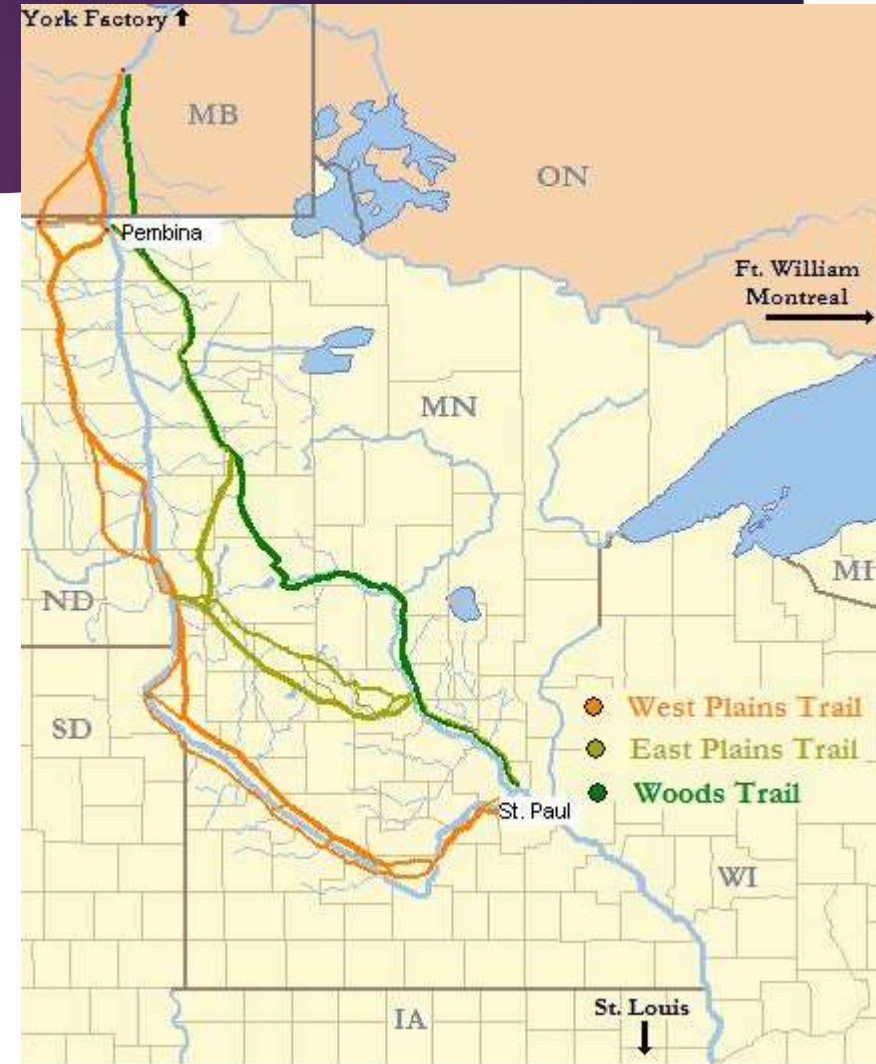 York Factory
MB
ON
Pembina
Ft. William
Montreal
MN
MI
ND
SD
West Plains Trail
East Plains Trail
Woods Trail
St. Paul
WI
St. Louis
IA